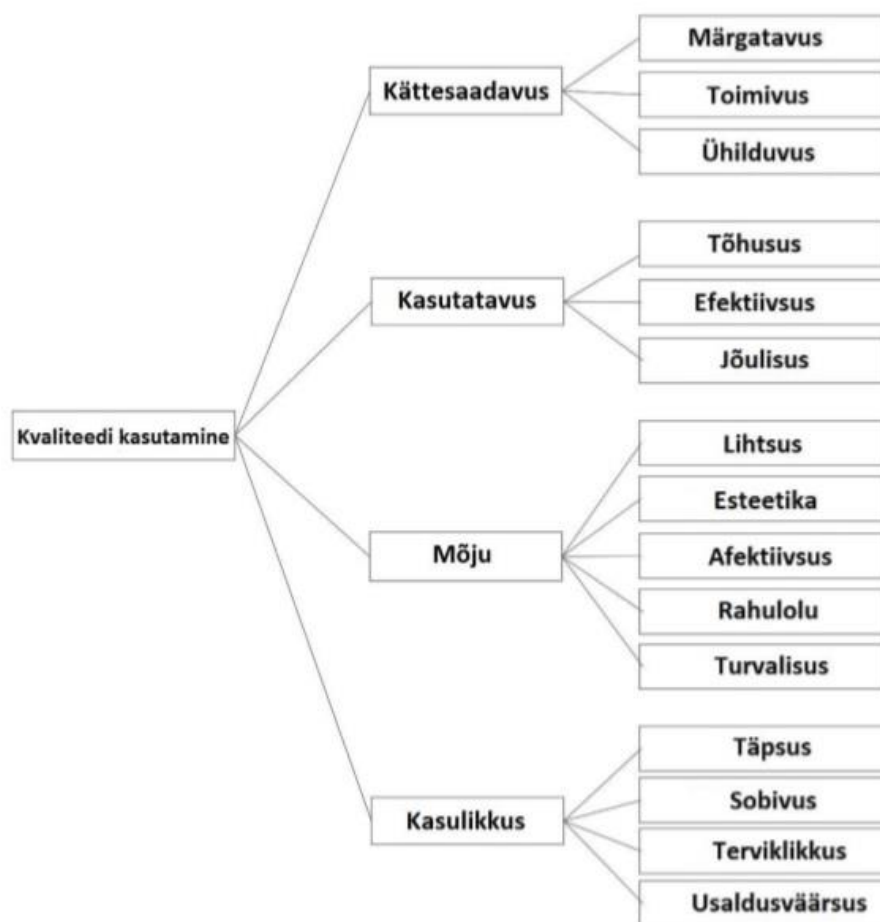 Kvaliteedi kasutamine
Kättesaadavus
Märgatavus
Toimivus
Ühilduvus
Kasutatavus
Tõhusus
Efektiivsus
Jõulisus
Mõju
Lihtsus
Esteetika
Afektiivsus
Rahulolu
Turvalisus
Kasulikkus
Täpsus
Sobivus
Terviklikkus
Usaldusväärsus